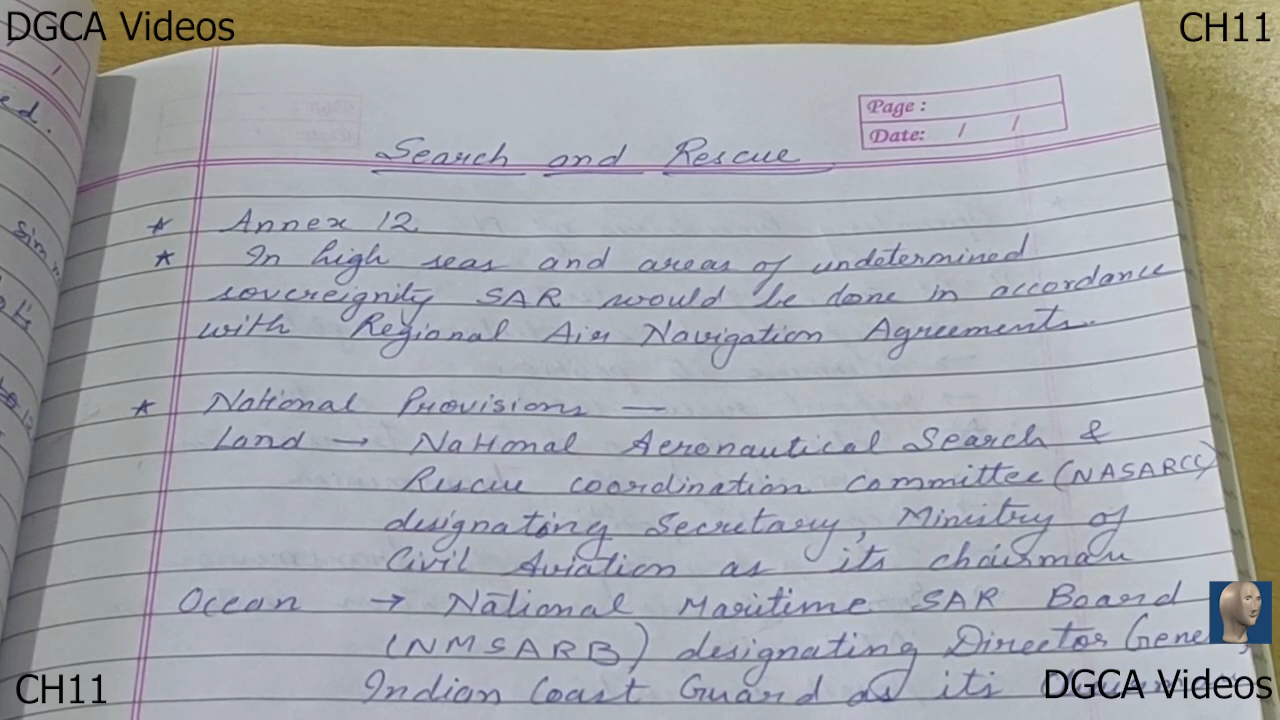 DGCA Videos
CH11
ed.
Page :
Date: / /
Search and Rescue
* Annex 12.
* In high seas and areas of undetermined
sovereignity SAR would be done in accordance
with Regional Air Navigation Agreements.
* National Provisions —
Land → National Aeronautical Search &
Rescue coordination committee (NASARCC)
designating Secretary, Ministry of
Civil Aviation as its chairman
Ocean → National Maritime SAR Board
(NMSARB) designating Director
Indian Coast Guard as its
CH11
DGCA Videos